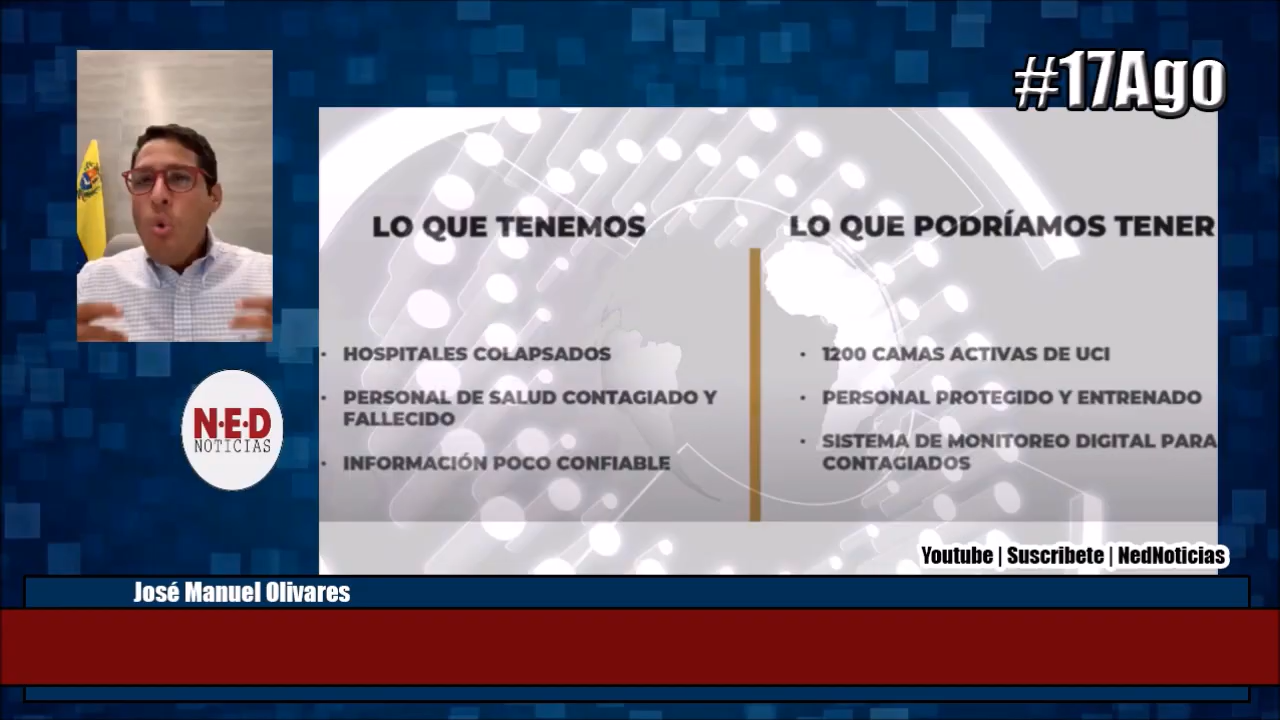 #17Ago
LO QUE TENEMOS
· HOSPITALES COLAPSADOS
· PERSONAL DE SALUD CONTAGIADO Y
FALLECIDO
· INFORMACIÓN POCO CONFIABLE
LO QUE PODRÍAMOS TENER
· 1200 CAMAS ACTIVAS DE UCI
· PERSONAL PROTEGIDO Y ENTRENADO
· SISTEMA DE MONITOREO DIGITAL PARA
CONTAGIADOS
N·E·D
NOTICIAS
Youtube | Suscribete | NedNoticias
José Manuel Olivares